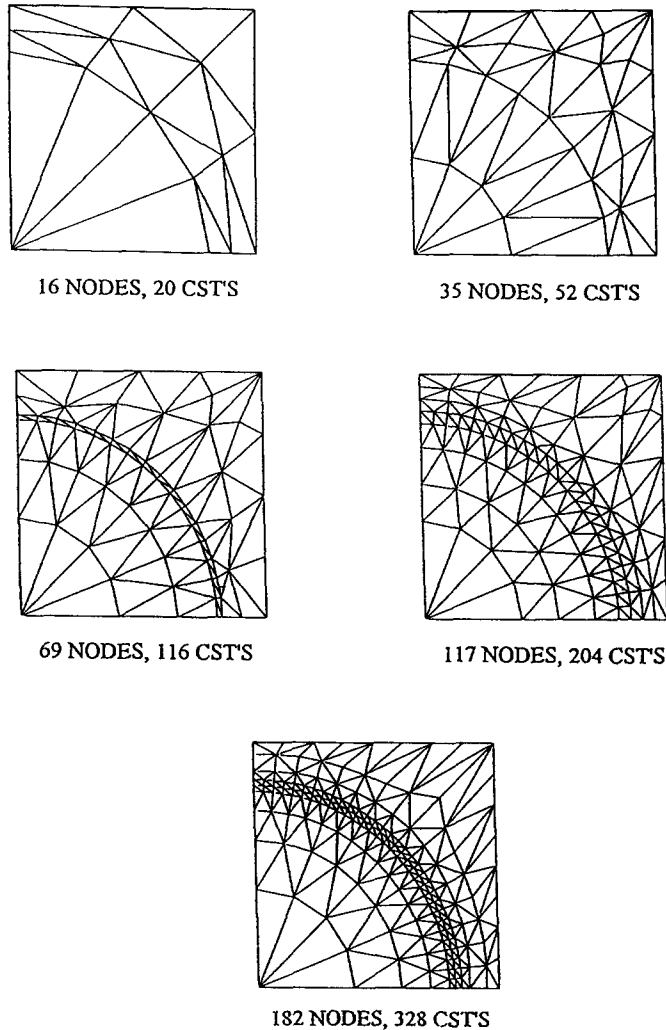 16 NODES, 20 CST'S
35 NODES, 52 CST'S
69 NODES, 116 CST'S
117 NODES, 204 CST'S
182 NODES, 328 CST'S